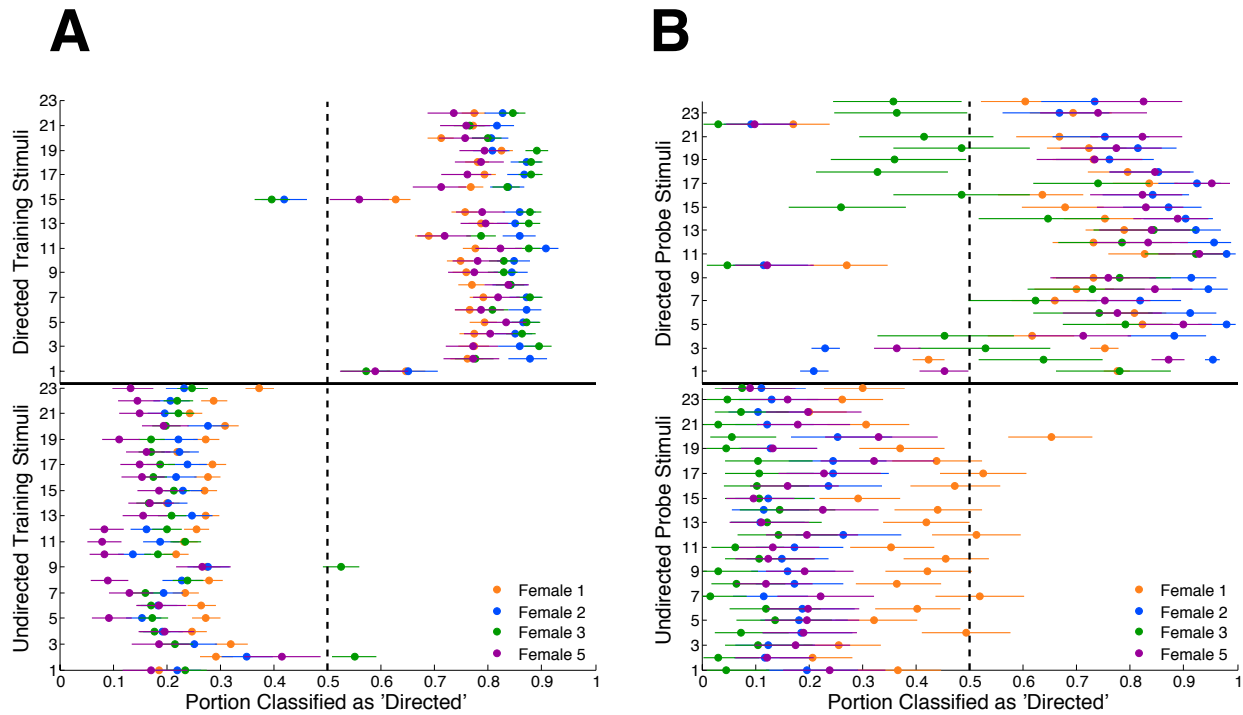 A
B
Directed Training Stimuli
23
21
19
17
15
13
11
9
7
5
3
1
Undirected Training Stimuli
23
21
19
17
15
13
11
9
7
5
3
1
Female 1
Female 2
Female 3
Female 5
0 0.1 0.2 0.3 0.4 0.5 0.6 0.7 0.8 0.9 1
Portion Classified as 'Directed'
Directed Probe Stimuli
23
21
19
17
15
13
11
9
7
5
3
1
Undirected Probe Stimuli
23
21
19
17
15
13
11
9
7
5
3
1
Female 1
Female 2
Female 3
Female 5
0 0.1 0.2 0.3 0.4 0.5 0.6 0.7 0.8 0.9 1
Portion Classified as 'Directed'